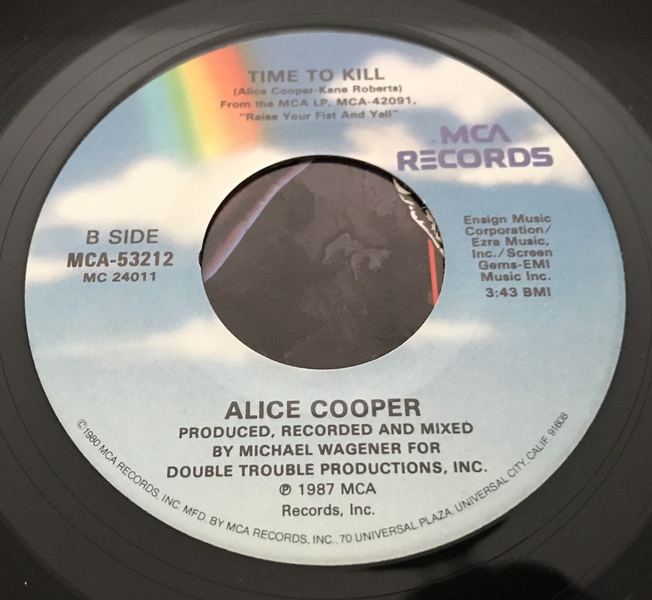 TIME TO KILL
(Alice Cooper-Kane Roberts)
From the MCA LP, MCA-42091,
"Raise Your Fist And Yell"
MCA
RECORDS
B SIDE
MCA-53212
MC 24011
Ensign Music
Corporation/
Ezra Music,
Inc./Screen
Gems-EMI
Music Inc.
3:43 BMI
ALICE COOPER
PRODUCED, RECORDED AND MIXED
BY MICHAEL WAGENER FOR
DOUBLE TROUBLE PRODUCTIONS, INC.
℗ 1987 MCA
Records, Inc.
©1980 MCA RECORDS, INC. MFD. BY MCA RECORDS, INC., 70 UNIVERSAL PLAZA, UNIVERSAL CITY, CALIF. 91608